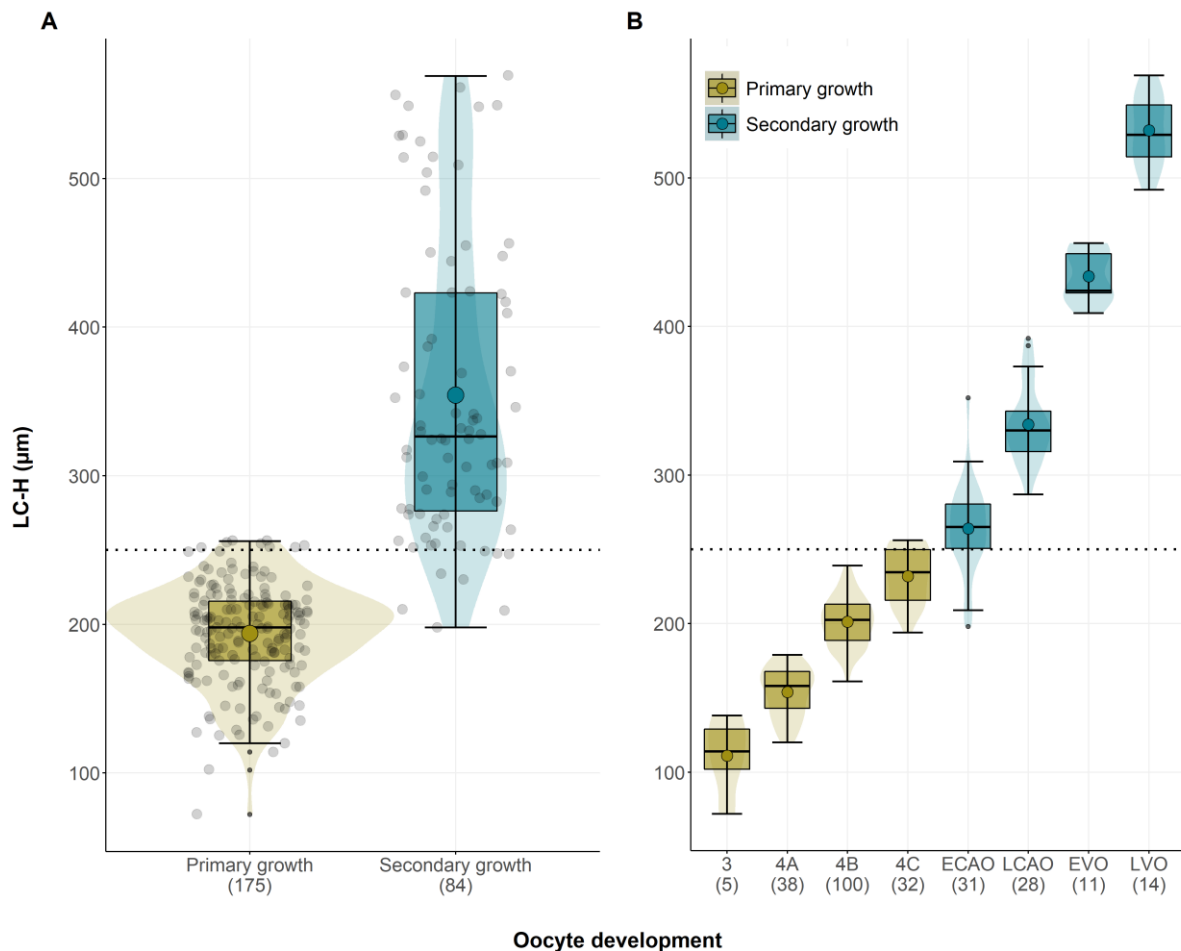 A
B
LC-H (µm)
500
400
300
200
100
Primary growth
(175)
Secondary growth
(84)
500
400
300
200
100
Primary growth
Secondary growth
3 4A 4B 4C ECAO LCAO EVO LVO
(5) (38) (100) (32) (31) (28) (11) (14)
Oocyte development